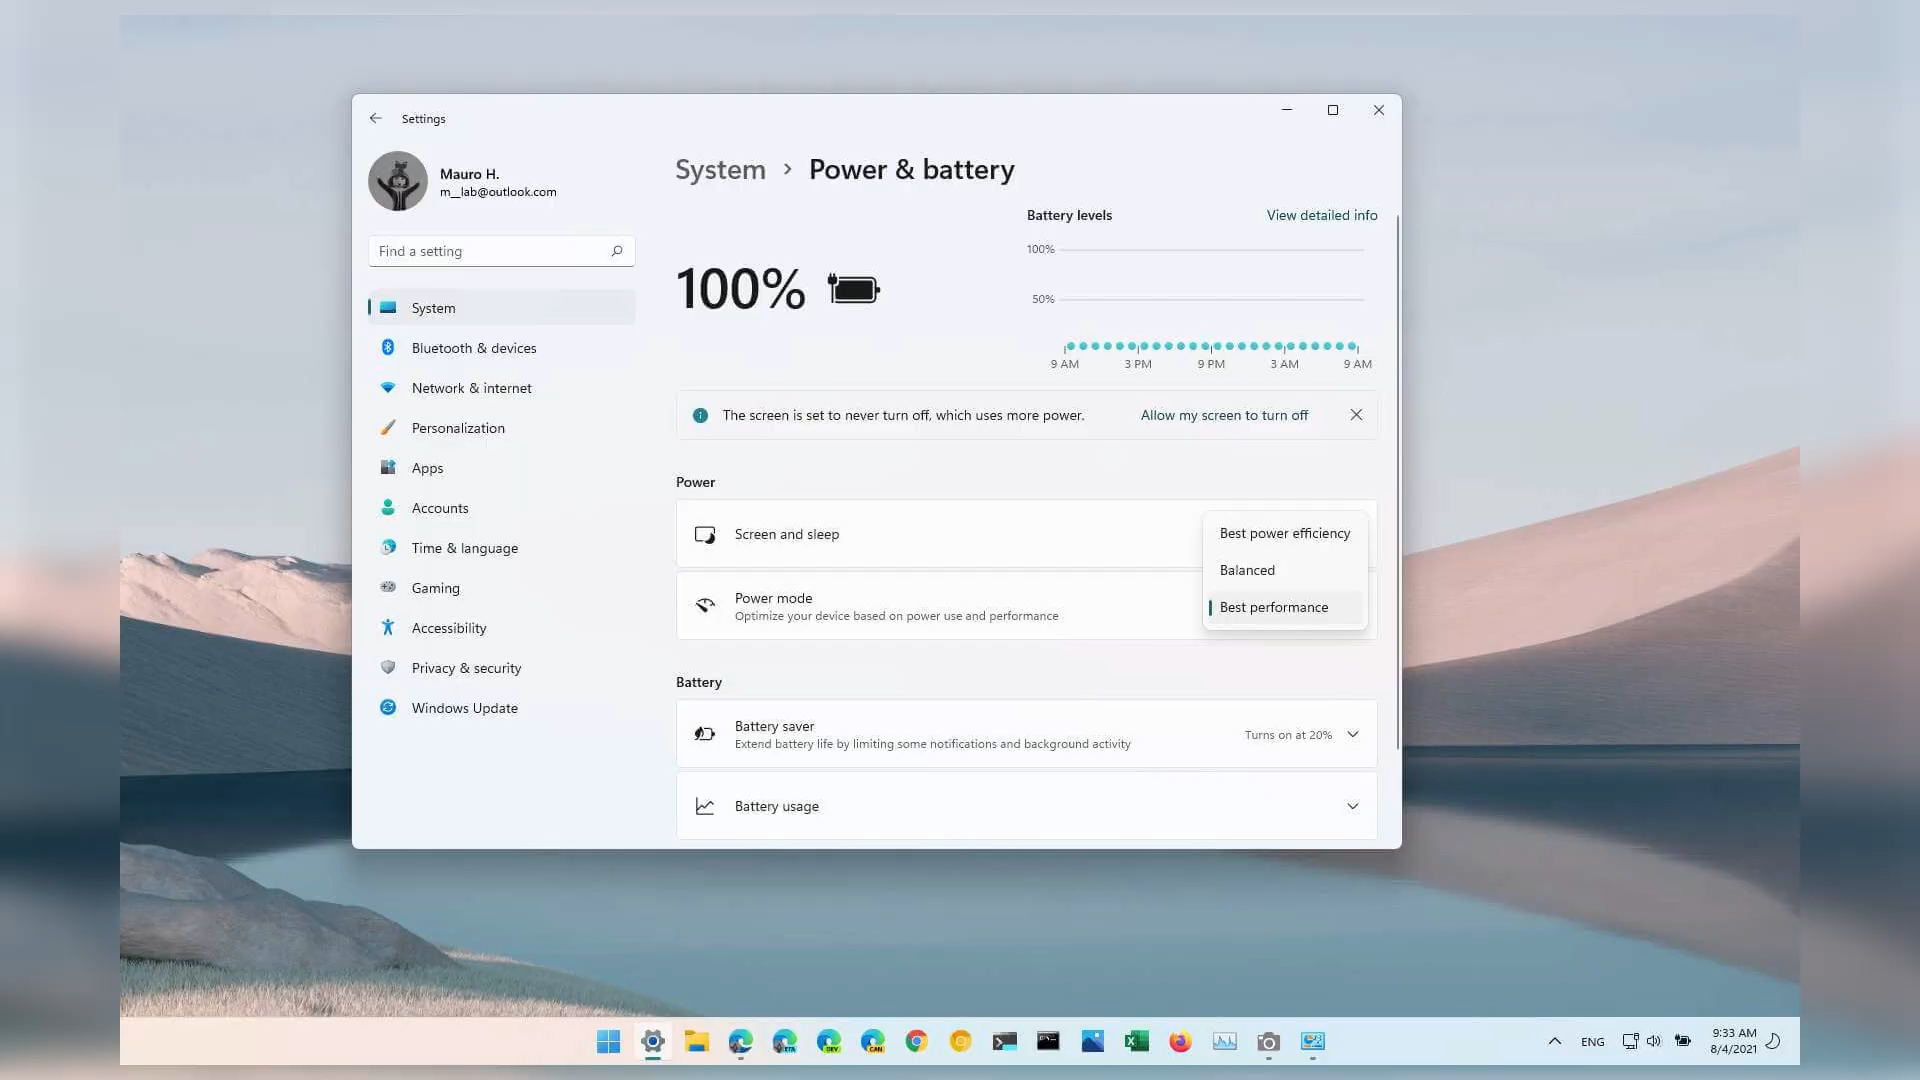 Settings
Mauro H.
m__lab@outlook.com
Find a setting
System
Bluetooth & devices
Network & internet
Personalization
Apps
Accounts
Time & language
Gaming
Accessibility
Privacy & security
Windows Update
System > Power & battery
Battery levels
View detailed info
100%
100%
50%
9 AM 3 PM 9 PM 3 AM 9 AM
The screen is set to never turn off, which uses more power.
Allow my screen to turn off
Power
Screen and sleep
Power mode
Optimize your device based on power use and performance
Best power efficiency
Balanced
Best performance
Battery
Battery saver
Extend battery life by limiting some notifications and background activity
Turns on at 20%
Battery usage
DEV
CAN
ENG
9:33 AM
8/4/2021